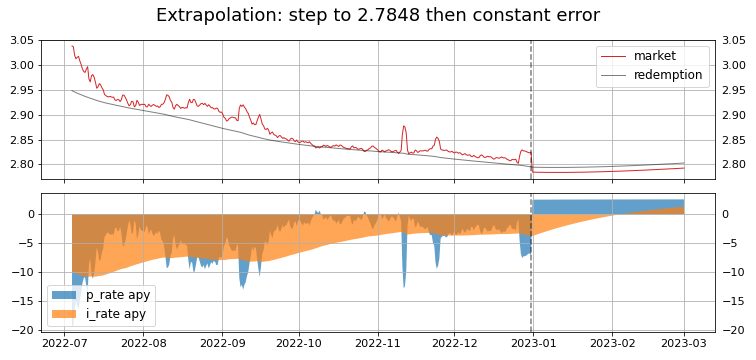 Extrapolation: step to 2.7848 then constant error
3.05 3.05
market
redemption
3.00 3.00
2.95 2.95
2.90 2.90
2.85 2.85
2.80 2.80
0 0
−5 −5
−10 −10
−15 −15
−20 −20
p_rate apy
i_rate apy
2022-07 2022-08 2022-09 2022-10 2022-11 2022-12 2023-01 2023-02 2023-03